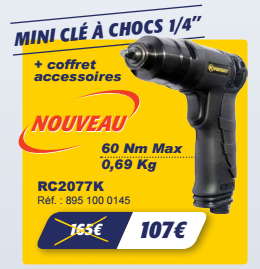 MINI CLÉ À CHOCS 1/4"
+ coffret
accessoires
NOUVEAU
60 Nm Max
0,69 Kg
RC2077K
Réf. : 895 100 0145
165€ 107€